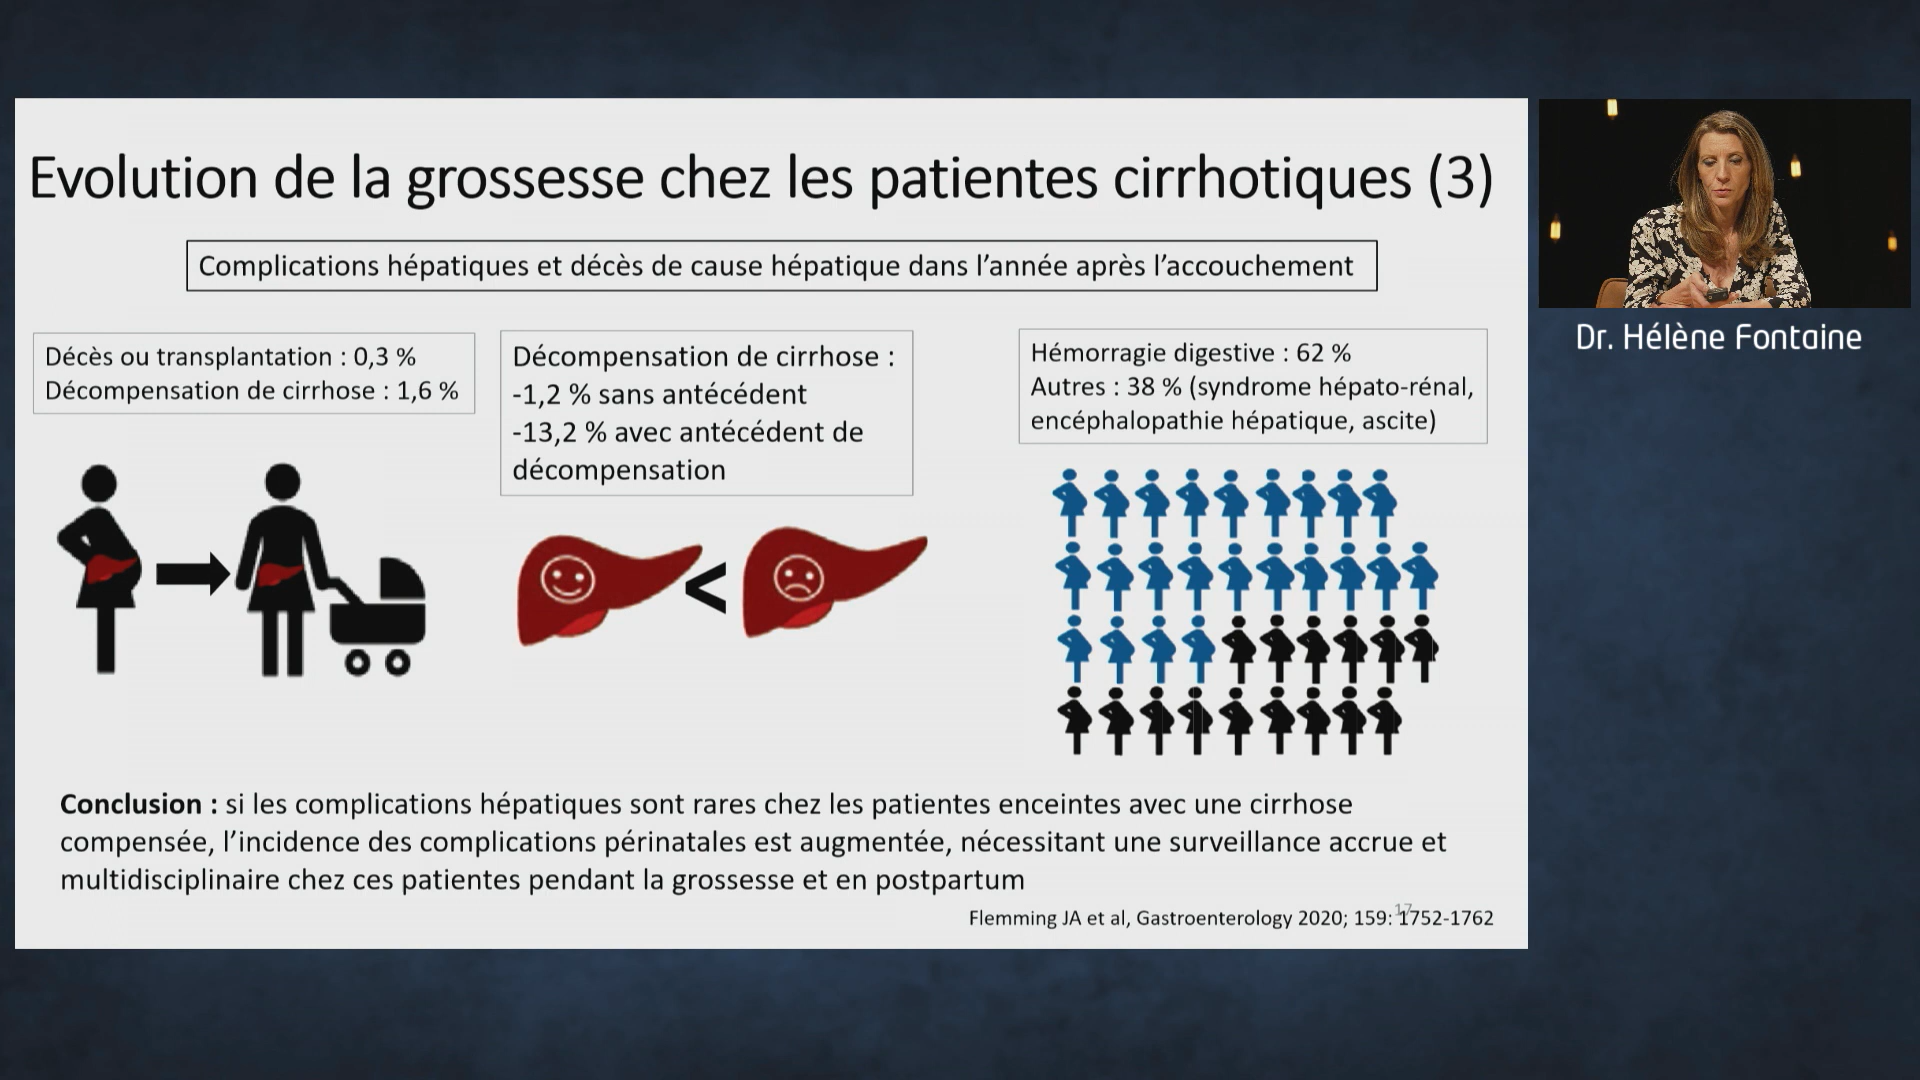 Evolution de la grossesse chez les patientes cirrhotiques (3)
Complications hépatiques et décès de cause hépatique dans l’année après l’accouchement
Décès ou transplantation : 0,3 %
Décompensation de cirrhose : 1,6 %
Décompensation de cirrhose :
-1,2 % sans antécédent
-13,2 % avec antécédent de
décompensation
<
Hémorragie digestive : 62 %
Autres : 38 % (syndrome hépato-rénal,
encéphalopathie hépatique, ascite)
Conclusion : si les complications hépatiques sont rares chez les patientes enceintes avec une cirrhose
compensée, l’incidence des complications périnatales est augmentée, nécessitant une surveillance accrue et
multidisciplinaire chez ces patientes pendant la grossesse et en postpartum
17
Flemming JA et al, Gastroenterology 2020; 159: 1752-1762
Dr. Hélène Fontaine